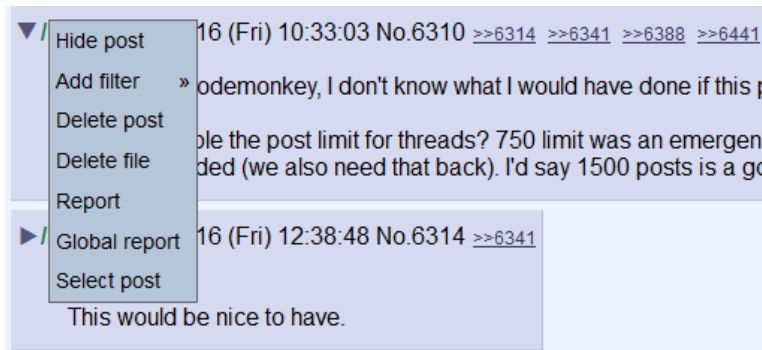 ▼/ 16 (Fri) 10:33:03 No.6310 >>6314 >>6341 >>6388 >>6441
Hide post
Add filter »
odemonkey, I don't know what I would have done if this p
Delete post
ble the post limit for threads? 750 limit was an emergen
Delete file
ded (we also need that back). I'd say 1500 posts is a go
Report
▶/ 16 (Fri) 12:38:48 No.6314 >>6341
Global report
Select post
This would be nice to have.